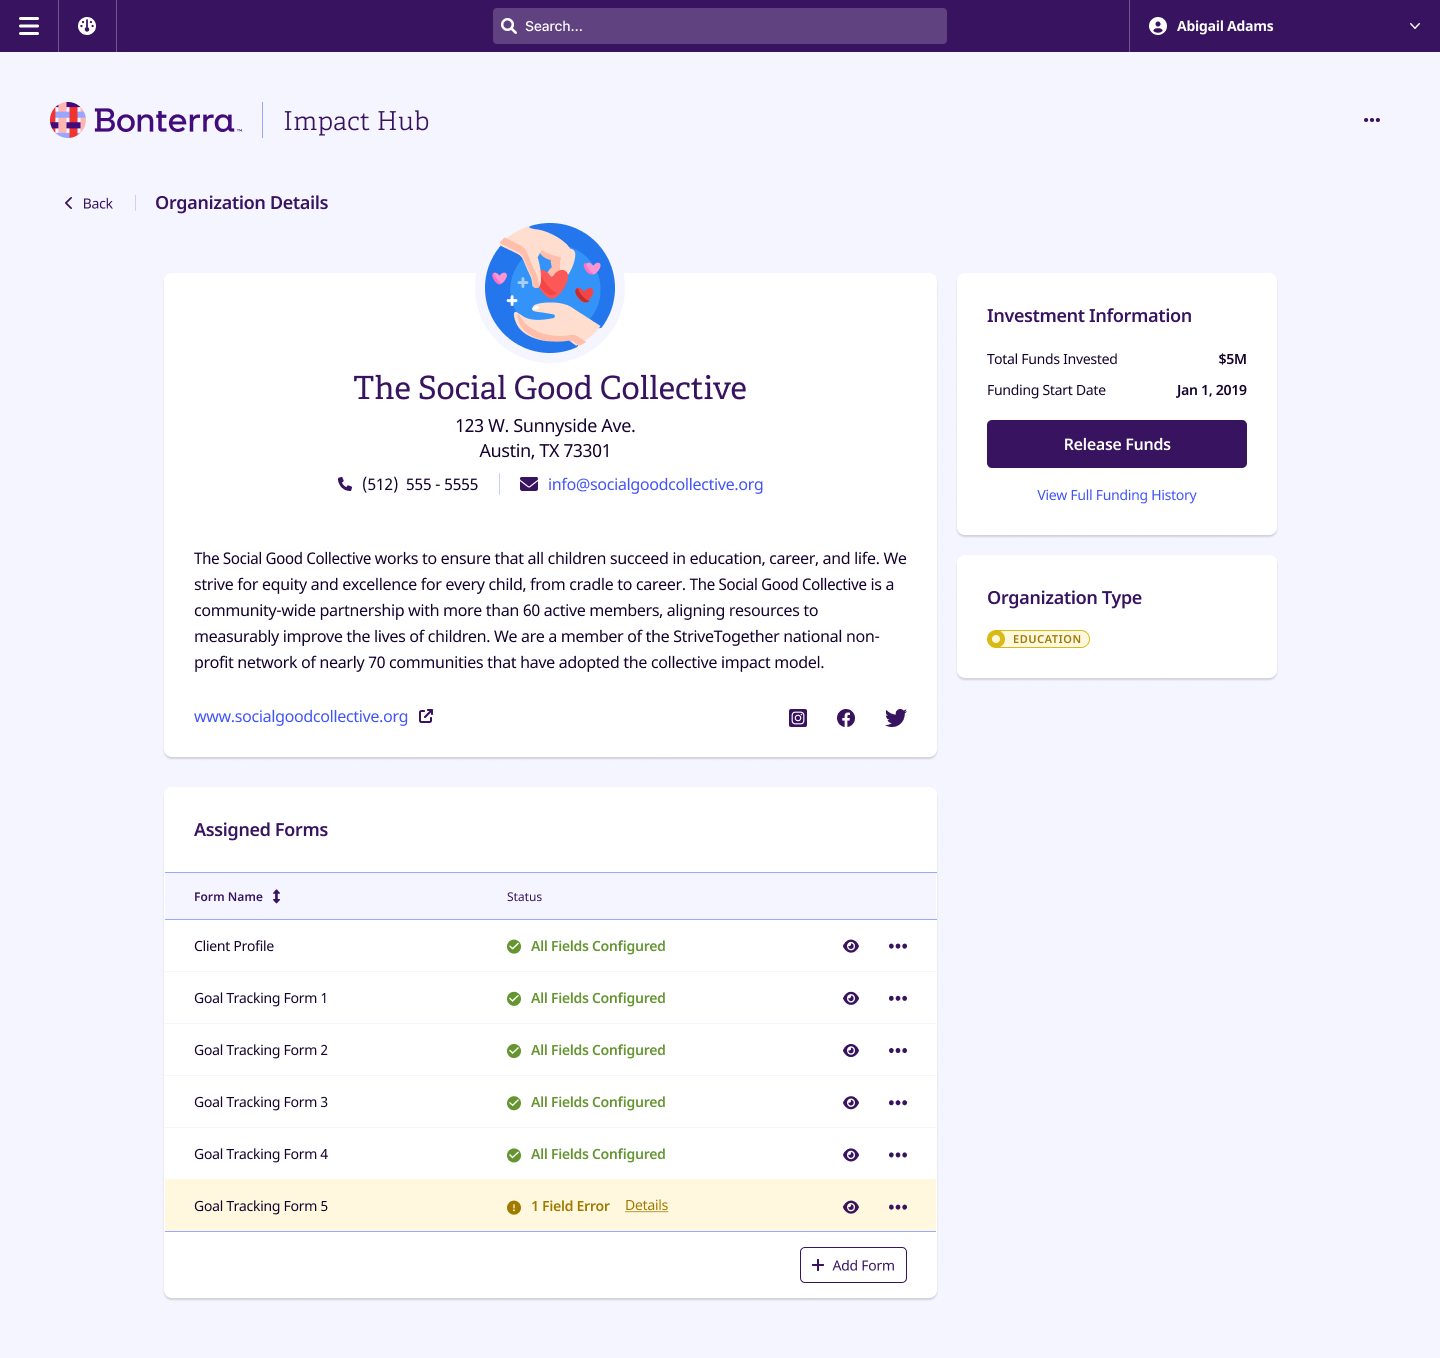 Search...
Abigail Adams
Bonterra™
Impact Hub
Back
Organization Details
The Social Good Collective
123 W. Sunnyside Ave.
Austin, TX 73301
(512) 555 - 5555
info@socialgoodcollective.org
The Social Good Collective works to ensure that all children succeed in education, career, and life. We
strive for equity and excellence for every child, from cradle to career. The Social Good Collective is a
community-wide partnership with more than 60 active members, aligning resources to
measurably improve the lives of children. We are a member of the StriveTogether national non-
profit network of nearly 70 communities that have adopted the collective impact model.
www.socialgoodcollective.org
Investment Information
Total Funds Invested $5M
Funding Start Date Jan 1, 2019
Release Funds
View Full Funding History
Organization Type
EDUCATION
Assigned Forms
Form Name Status
Client Profile All Fields Configured
Goal Tracking Form 1 All Fields Configured
Goal Tracking Form 2 All Fields Configured
Goal Tracking Form 3 All Fields Configured
Goal Tracking Form 4 All Fields Configured
Goal Tracking Form 5 1 Field Error Details
Add Form